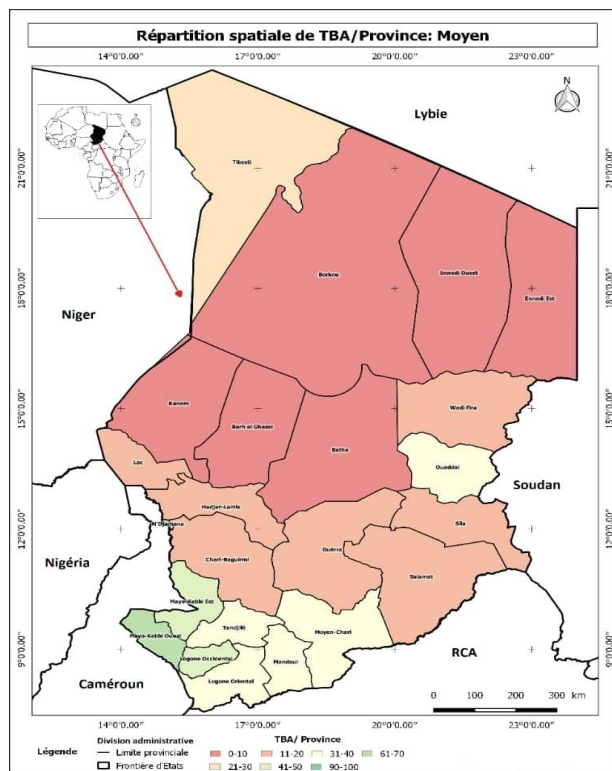 Répartition spatiale de TBA/Province: Moyen
14°0'0.00" 17°0'0.00" 20°0'0.00" 23°0'0.00"
N
Lybie
Tibesti
21°0'0.00" 21°0'0.00"
Borkou
Ennedi Ouest
Ennedi Est
18°0'0.00" 18°0'0.00"
Niger
Kanem
Barh el Ghazel
Batha
Wadi Fira
15°0'0.00" 15°0'0.00"
Ouaddai
Lac
Soudan
Hadjer-Lamis
N'Djamena
Sila
12°0'0.00" 12°0'0.00"
Nigéria
Chari-Baguirmi
Guéra
Salamat
Mayo-Kebbi Est
Tandjilé
Moyen-Chari
Mayo-Kebbi Ouest
9°0'0.00" 9°0'0.00"
RCA
Logone Occidental
Mandoul
Logone Oriental
Caméroun
0 100 200 300 km
14°0'0.00" 17°0'0.00" 20°0'0.00" 23°0'0.00"
Légende
Division administrative
Limite provinciale
Frontière d'Etats
TBA/ Province
0-10 11-20 31-40 61-70
21-30 41-50 90-100